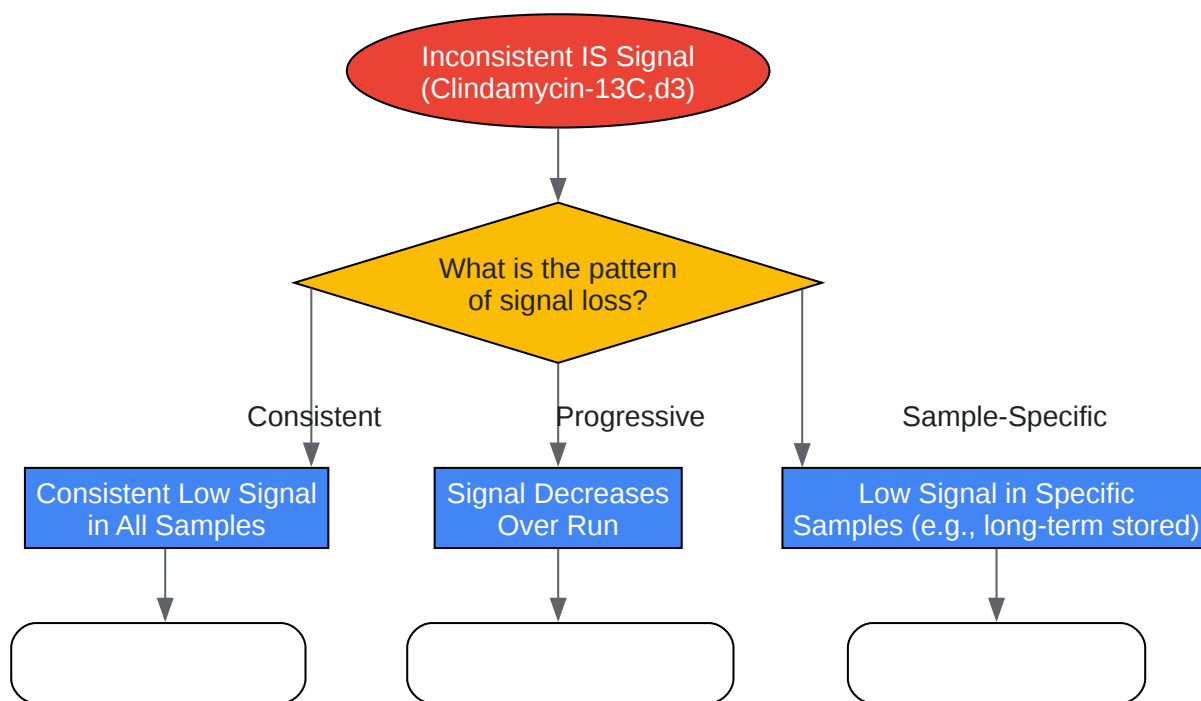 Inconsistent IS Signal
(Clindamycin-13C,d3)
What is the pattern
of signal loss?
Consistent
Progressive
Sample-Specific
Consistent Low Signal
in All Samples
Signal Decreases
Over Run
Low Signal in Specific
Samples (e.g., long-term stored)